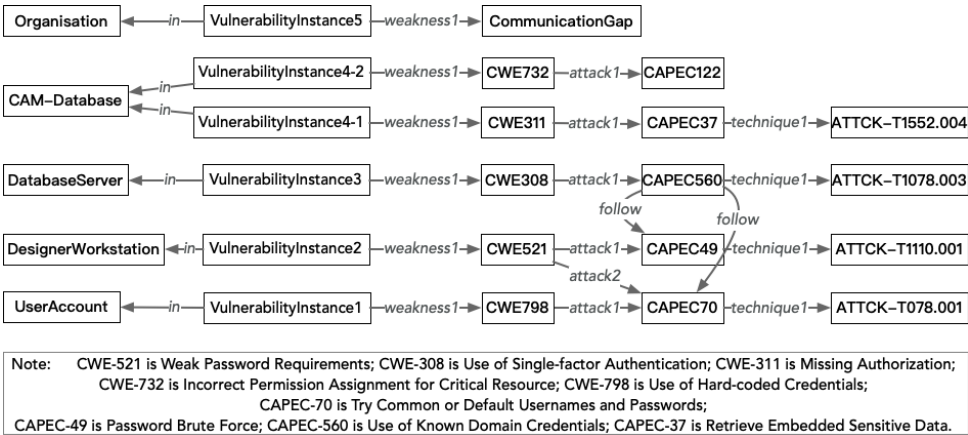 Organisation in VulnerabilityInstance5 weakness1 CommunicationGap
VulnerabilityInstance4-2 weakness1 CWE732 attack1 CAPEC122
CAM-Database in
in
VulnerabilityInstance4-1 weakness1 CWE311 attack1 CAPEC37 technique1 ATTCK-T1552.004
DatabaseServer in VulnerabilityInstance3 weakness1 CWE308 attack1 CAPEC560 technique1 ATTCK-T1078.003
follow
follow
DesignerWorkstation in VulnerabilityInstance2 weakness1 CWE521 attack1 CAPEC49 technique1 ATTCK-T1110.001
attack2
UserAccount in VulnerabilityInstance1 weakness1 CWE798 attack1 CAPEC70 technique1 ATTCK-T078.001
Note: CWE-521 is Weak Password Requirements; CWE-308 is Use of Single-factor Authentication; CWE-311 is Missing Authorization;
CWE-732 is Incorrect Permission Assignment for Critical Resource; CWE-798 is Use of Hard-coded Credentials;
CAPEC-70 is Try Common or Default Usernames and Passwords;
CAPEC-49 is Password Brute Force; CAPEC-560 is Use of Known Domain Credentials; CAPEC-37 is Retrieve Embedded Sensitive Data.